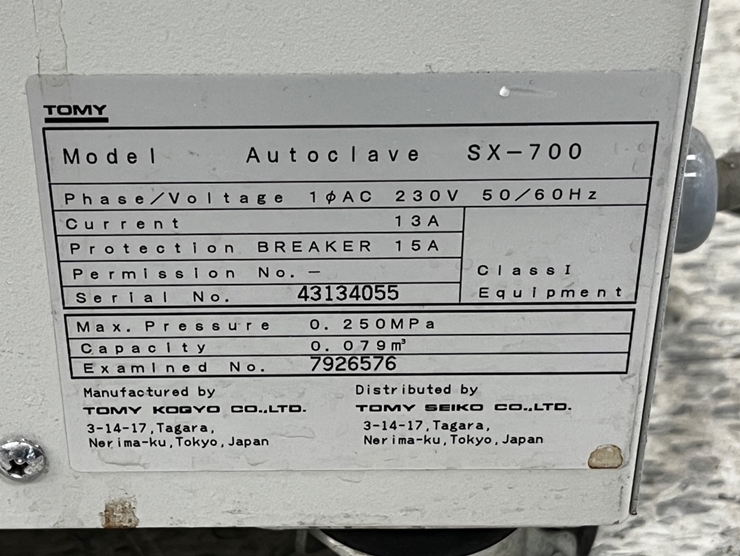 TOMY
Model Autoclave SX-700
Phase/Voltage 1φAC 230V 50/60Hz
Current 13A
Protection BREAKER 15A
Permission No. –
Serial No. 43134055
Class I
Equipment
Max. Pressure 0.250MPa
Capacity 0.079m³
Examined No. 7926576
Manufactured by
TOMY KOGYO CO.,LTD.
3-14-17,Tagara,
Nerima-ku,Tokyo,Japan
Distributed by
TOMY SEIKO CO.,LTD.
3-14-17,Tagara,
Nerima-ku,Tokyo,Japan